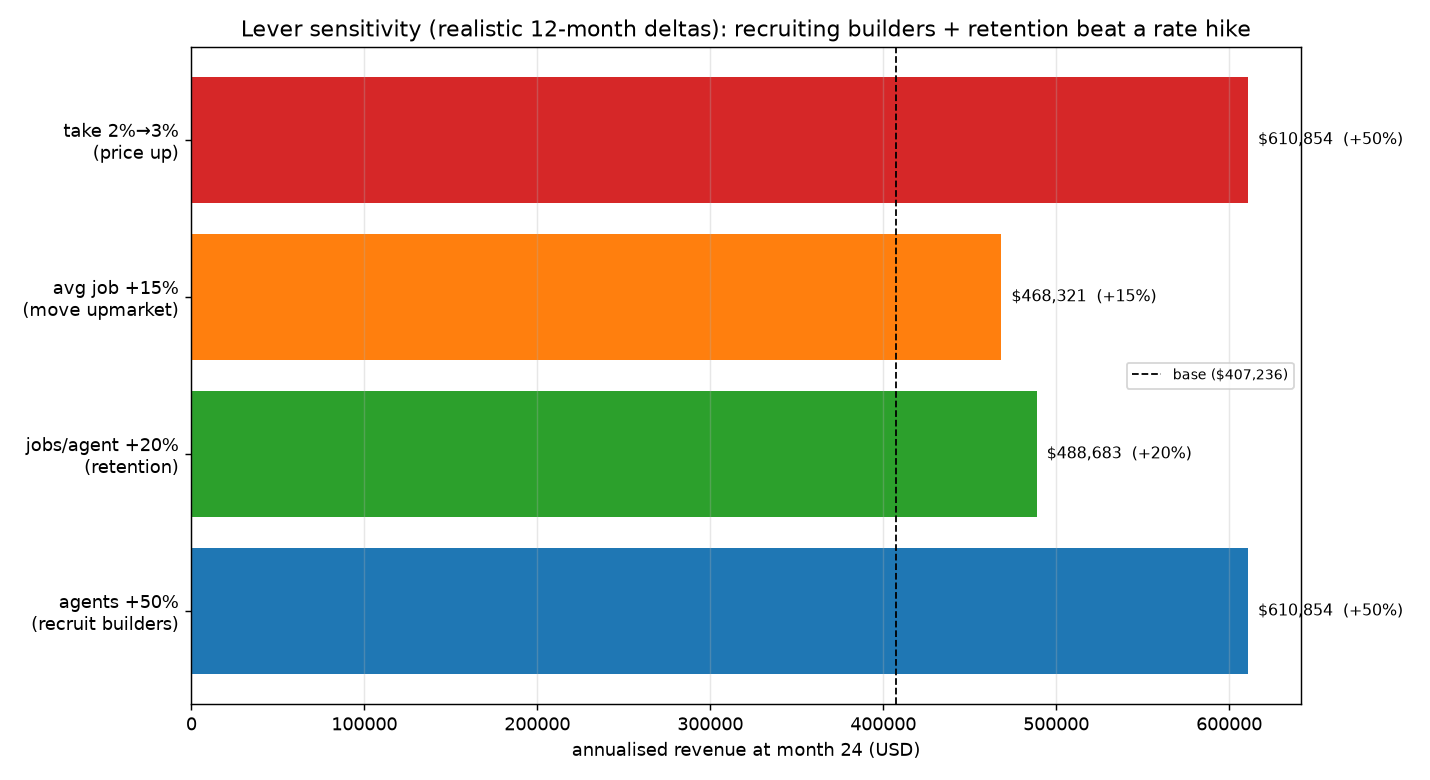 Lever sensitivity (realistic 12-month deltas): recruiting builders + retention beat a rate hike
take 2%→3%
(price up)
$610,854 (+50%)
avg job +15%
(move upmarket)
$468,321 (+15%)
base ($407,236)
jobs/agent +20%
(retention)
$488,683 (+20%)
agents +50%
(recruit builders)
$610,854 (+50%)
0 100000 200000 300000 400000 500000 600000
annualised revenue at month 24 (USD)